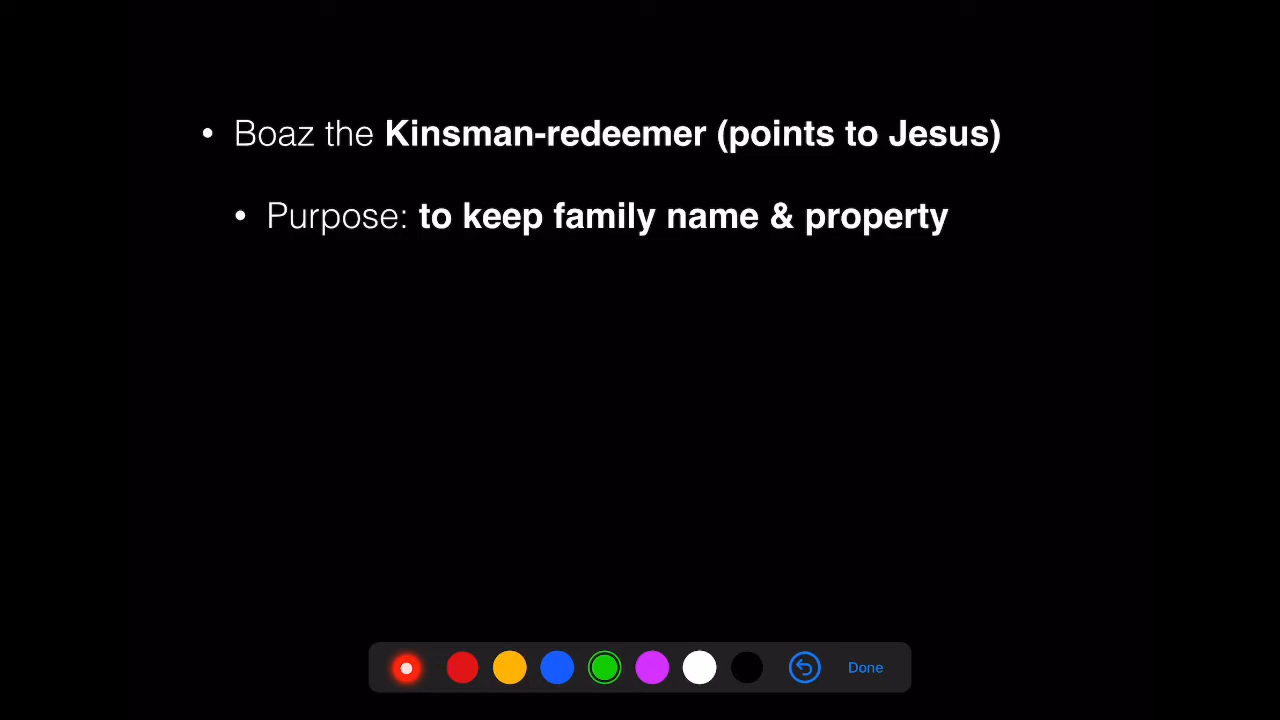 • Boaz the Kinsman-redeemer (points to Jesus)
• Purpose: to keep family name & property
Done